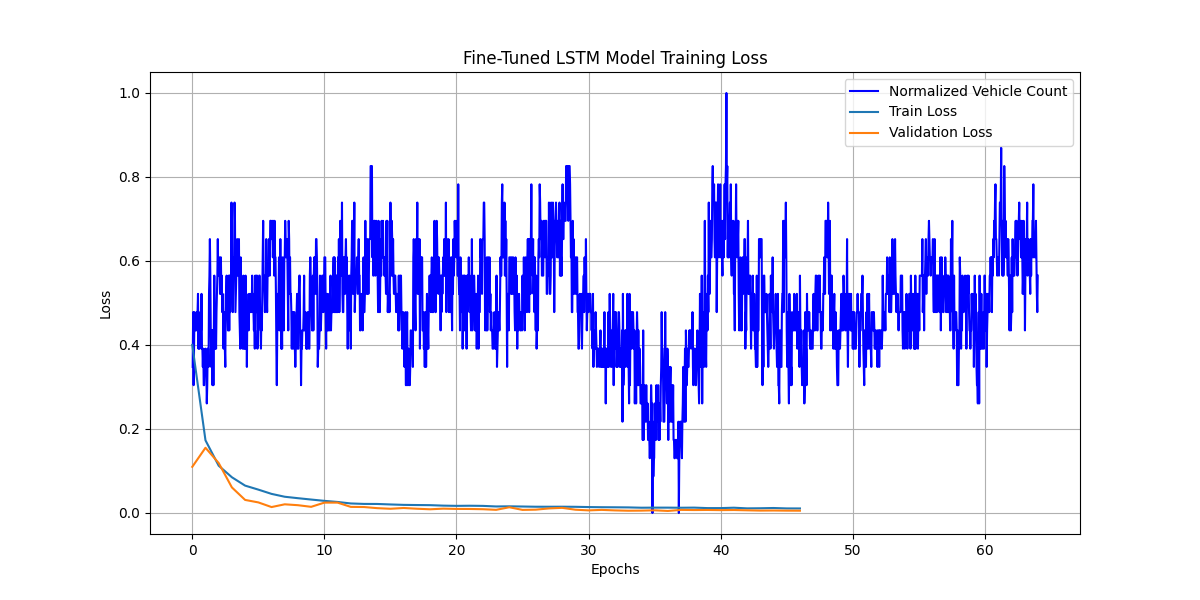 Fine-Tuned LSTM Model Training Loss
Normalized Vehicle Count
Train Loss
Validation Loss
1.0
0.8
0.6
0.4
0.2
0.0
Loss
0 10 20 30 40 50 60
Epochs